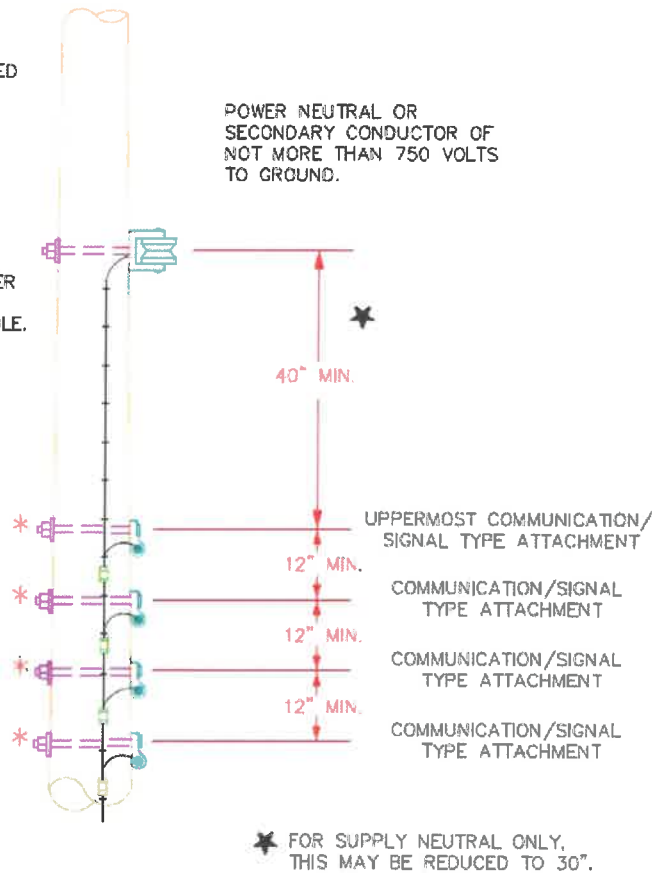 ED
POWER NEUTRAL OR
SECONDARY CONDUCTOR OF
NOT MORE THAN 750 VOLTS
TO GROUND.
ER
OLE.
★
40" MIN.
* UPPERMOST COMMUNICATION/
SIGNAL TYPE ATTACHMENT
12" MIN.
* COMMUNICATION/SIGNAL
TYPE ATTACHMENT
12" MIN.
* COMMUNICATION/SIGNAL
TYPE ATTACHMENT
12" MIN.
* COMMUNICATION/SIGNAL
TYPE ATTACHMENT
★ FOR SUPPLY NEUTRAL ONLY,
THIS MAY BE REDUCED TO 30".